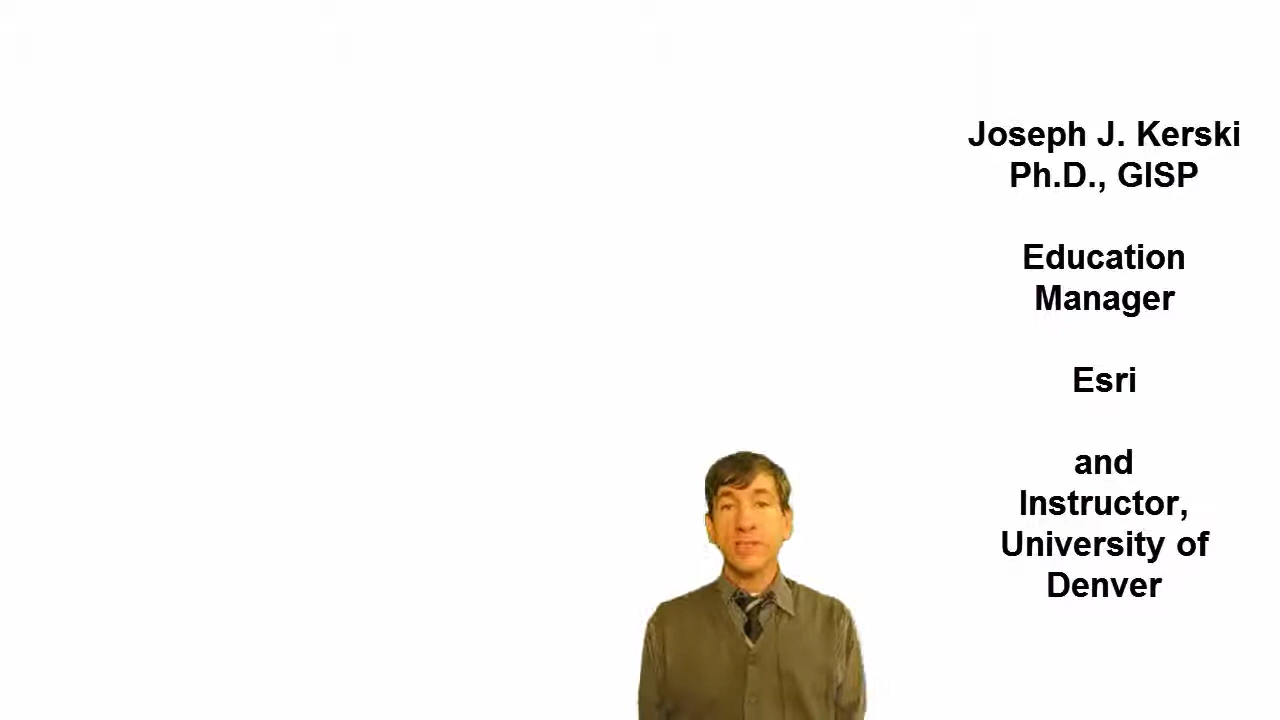 Joseph J. Kerski
Ph.D., GISP
Education
Manager
Esri
and
Instructor,
University of
Denver